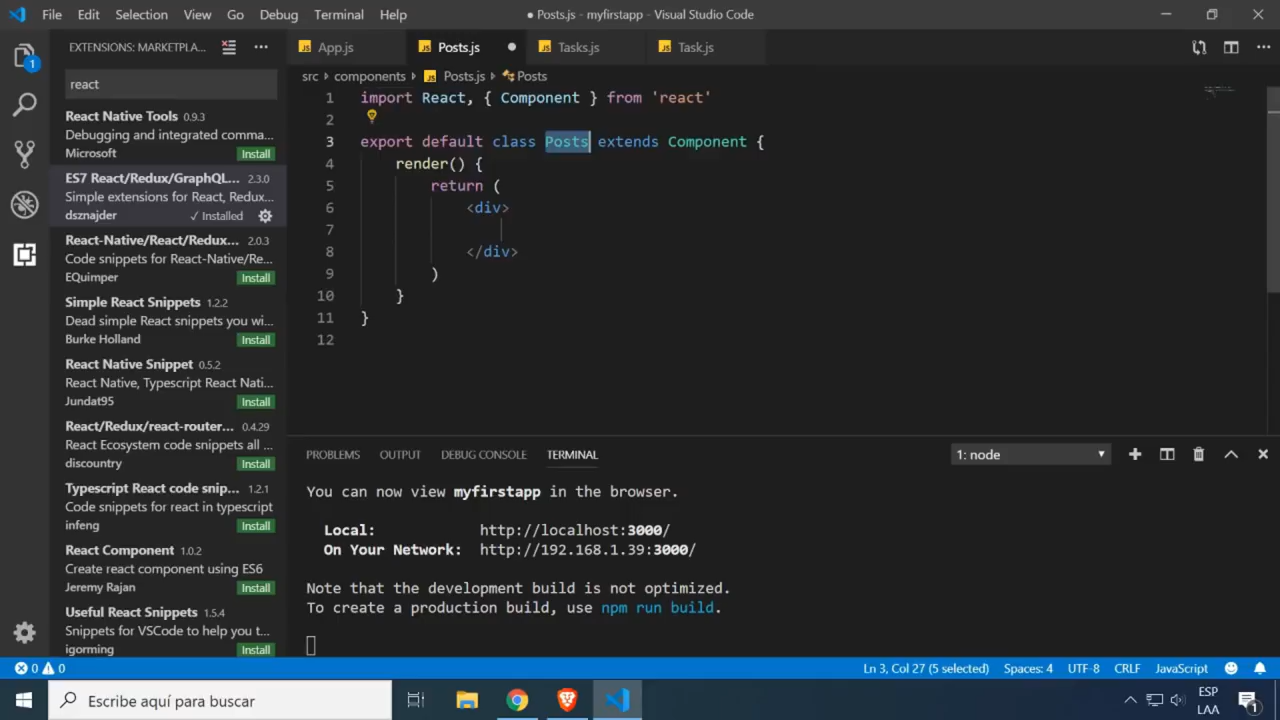 File Edit Selection View Go Debug Terminal Help ● Posts.js - myfirstapp - Visual Studio Code
EXTENSIONS: MARKETPLA...
App.js Posts.js Tasks.js Task.js
1
react
src components Posts.js Posts
React Native Tools 0.9.3
Debugging and integrated comma...
Microsoft Install
ES7 React/Redux/GraphQL... 2.3.0
Simple extensions for React, Redux...
dsznajder ✓ Installed
React-Native/React/Redux... 2.0.3
Code snippets for React-Native/Re...
EQuimper Install
Simple React Snippets 1.2.2
Dead simple React snippets you wi...
Burke Holland Install
React Native Snippet 0.5.2
React Native, Typescript React Nati...
Jundat95 Install
React/Redux/react-router... 0.4.29
React Ecosystem code snippets all ...
discountry Install
Typescript React code snip... 1.2.1
Code snippets for react in typescript
infeng Install
React Component 1.0.2
Create react component using ES6
Jeremy Rajan Install
Useful React Snippets 1.5.4
Snippets for VSCode to help you t...
igorming Install
1 import React, { Component } from 'react'
2
3 export default class Posts extends Component {
4 render() {
5 return (
6 <div>
7
8 </div>
9 )
10 }
11 }
12
PROBLEMS OUTPUT DEBUG CONSOLE TERMINAL 1: node
You can now view myfirstapp in the browser.
Local: http://localhost:3000/
On Your Network: http://192.168.1.39:3000/
Note that the development build is not optimized.
To create a production build, use npm run build.
0 0 Ln 3, Col 27 (5 selected) Spaces: 4 UTF-8 CRLF JavaScript
Escribe aquí para buscar
ESP
LAA
1